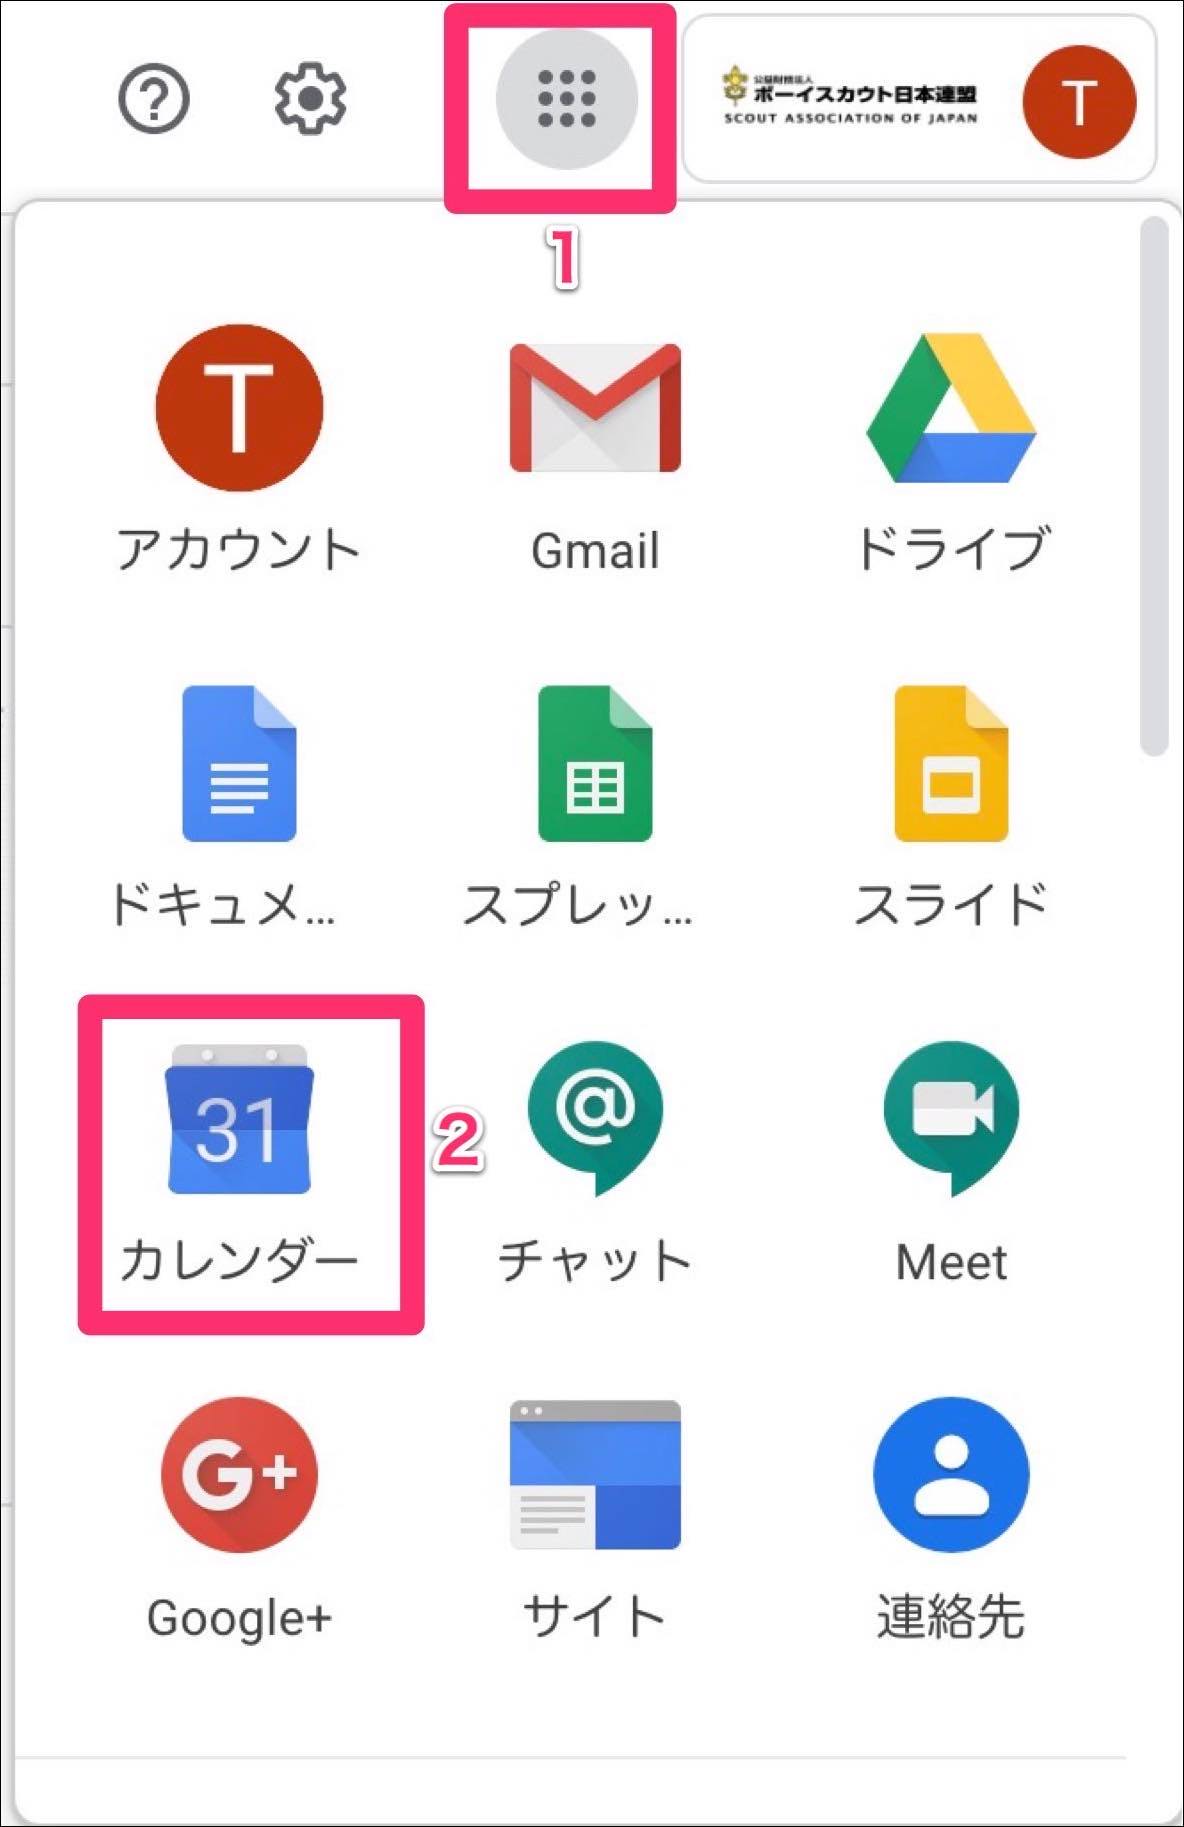 公益財団法人
ボーイスカウト日本連盟
SCOUT ASSOCIATION OF JAPAN
T
1
T
アカウント
Gmail
ドライブ
ドキュメ...
スプレッ...
スライド
31
2
カレンダー
チャット
Meet
G+
Google+
サイト
連絡先